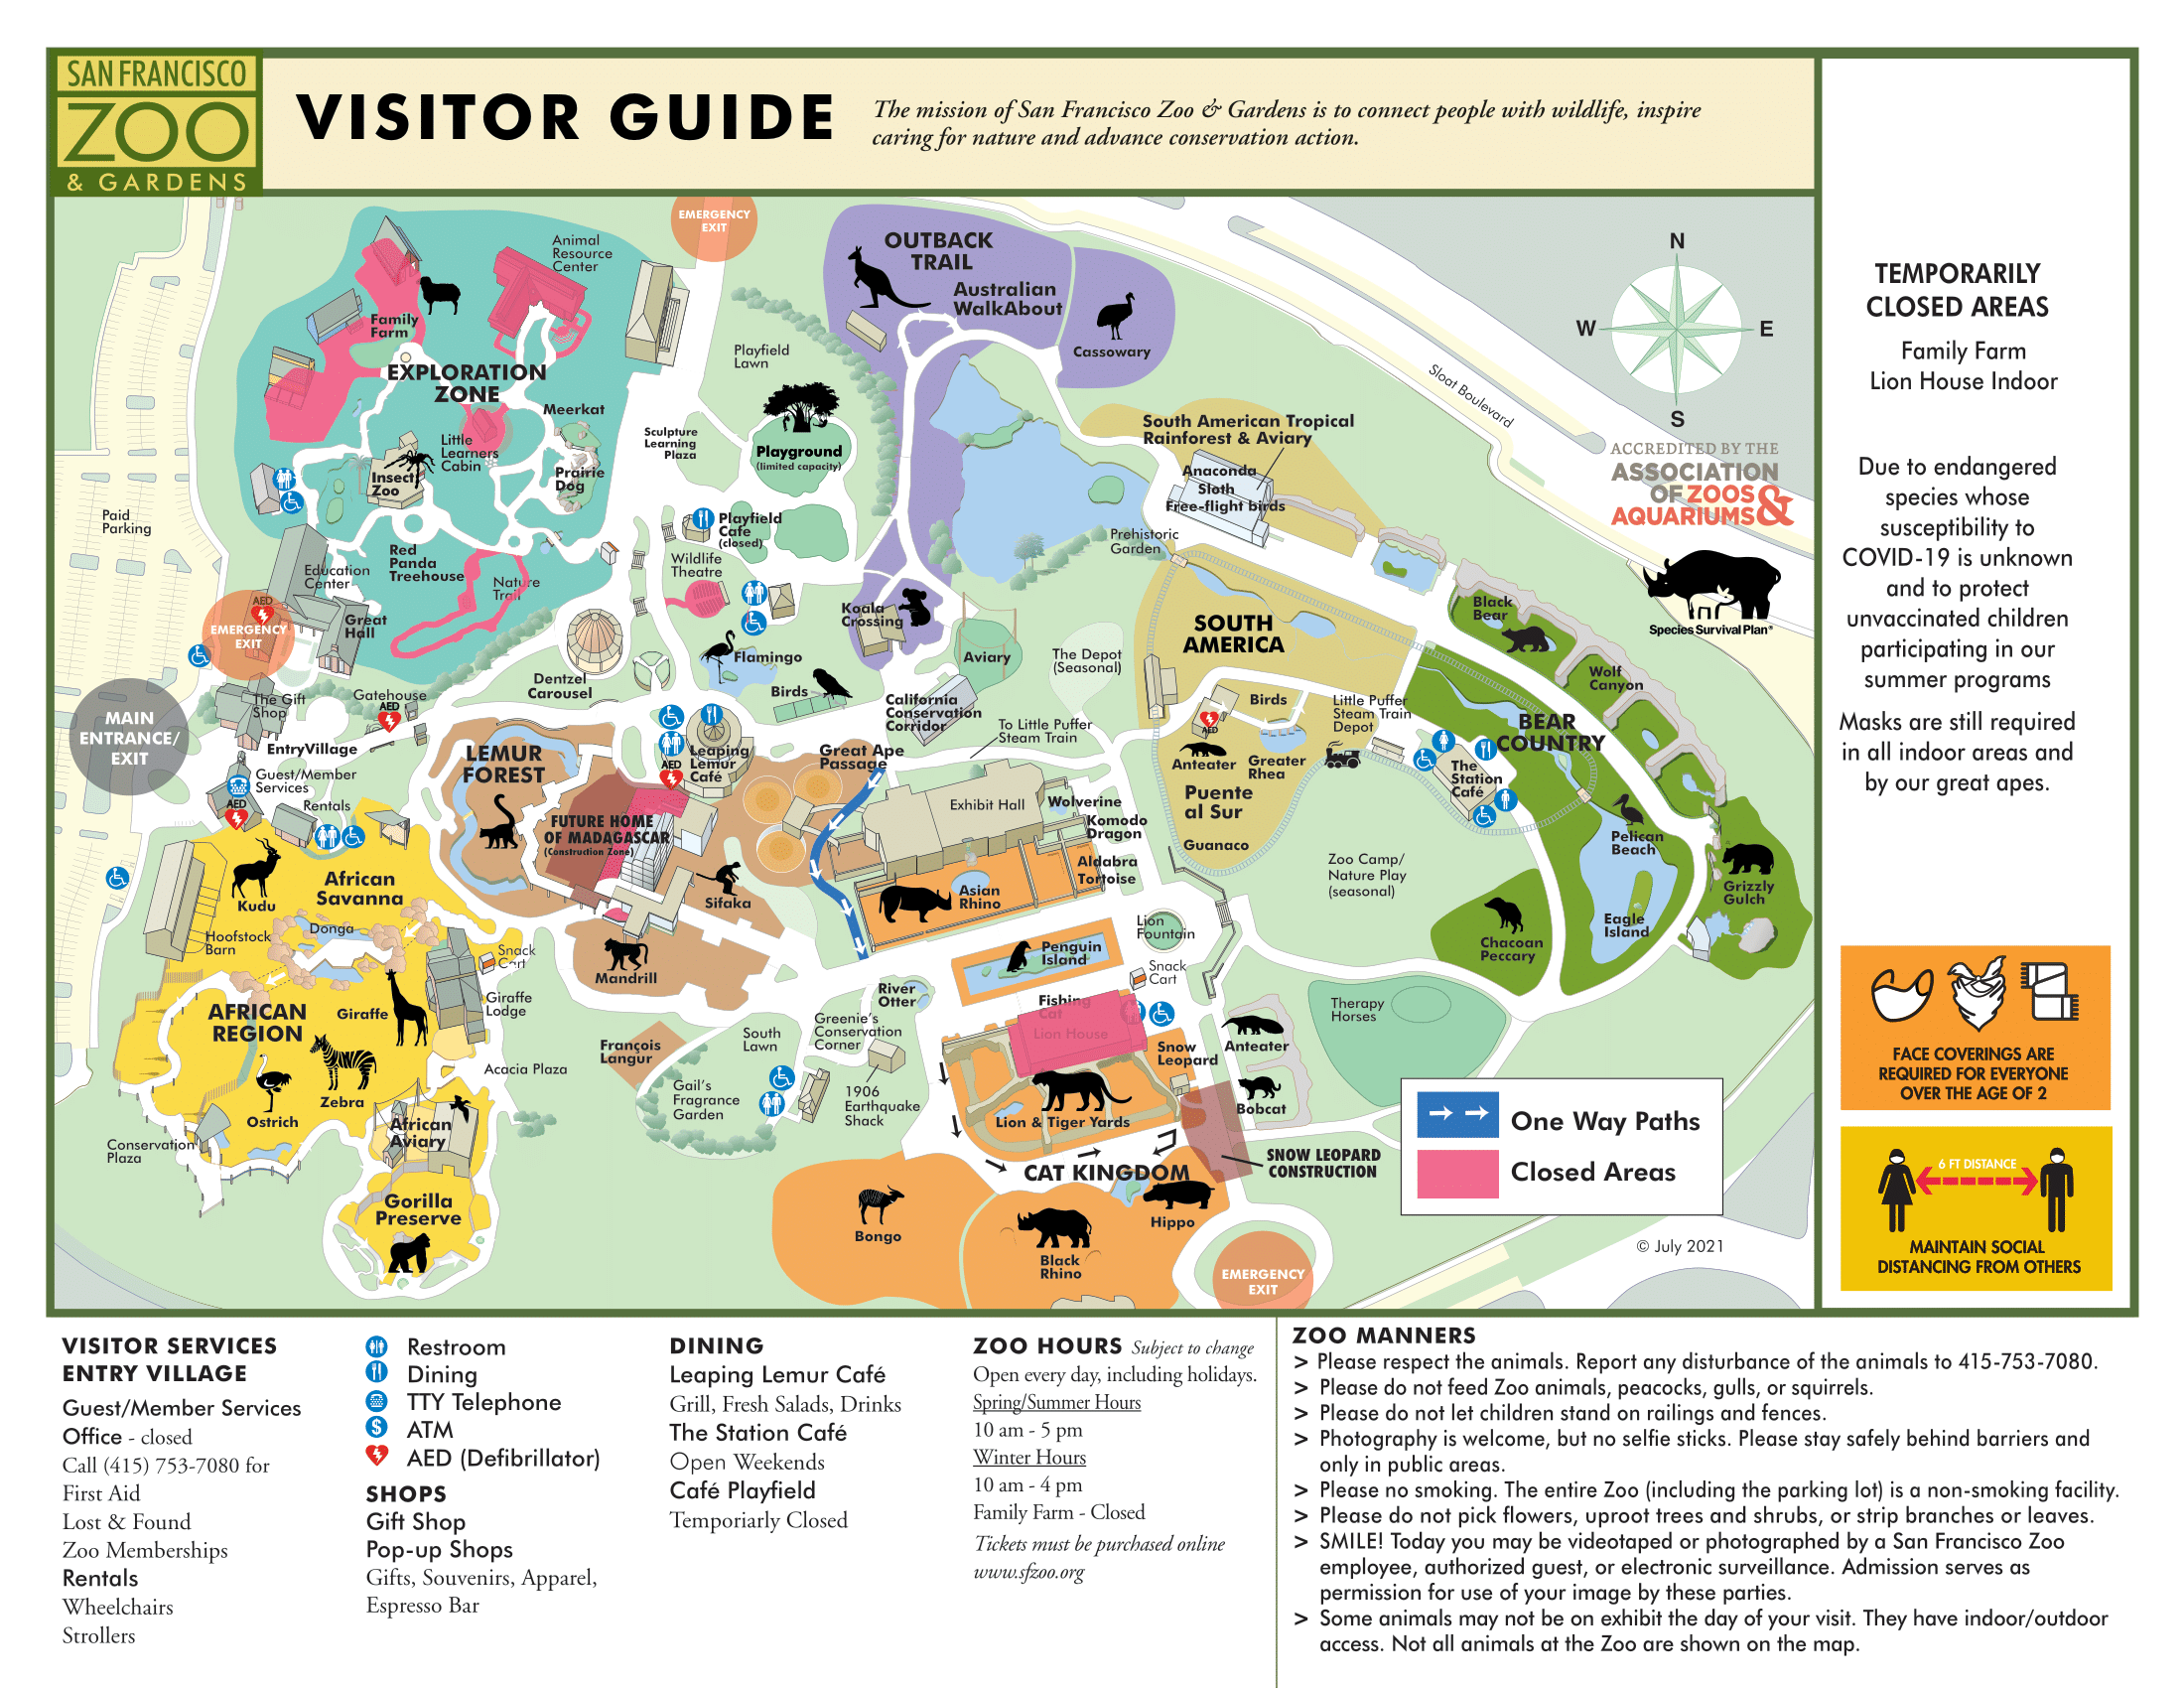 SAN FRANCISCO
ZOO
& GARDENS
VISITOR GUIDE
The mission of San Francisco Zoo & Gardens is to connect people with wildlife, inspire
caring for nature and advance conservation action.
EMERGENCY
EXIT
Animal
Resource
Center
Family
Farm
EXPLORATION
ZONE
Meerkat
Little
Learners
Cabin
Insect
Zoo
Prairie
Dog
Red
Panda
Treehouse
Nature
Trail
Education
Center
Great
Hall
AED
EMERGENCY
EXIT
Paid
Parking
MAIN
ENTRANCE/
EXIT
The Gift
Shop
Gatehouse
AED
EntryVillage
Guest/Member
Services
AED
Rentals
Playfield
Lawn
Sculpture
Learning
Plaza
Playground
(limited capacity)
Playfield
Cafe
(closed)
Wildlife
Theatre
Flamingo
Birds
Dentzel
Carousel
OUTBACK
TRAIL
Australian
WalkAbout
Cassowary
Koala
Crossing
Aviary
The Depot
(Seasonal)
California
Conservation
Corridor
To Little Puffer
Steam Train
South American Tropical
Rainforest & Aviary
Anaconda
Sloth
Free-flight birds
Prehistoric
Garden
SOUTH
AMERICA
Birds
AED
Anteater
Greater
Rhea
Puente
al Sur
Guanaco
Little Puffer
Steam Train
Depot
Sloat Boulevard
N
W
E
S
ACCREDITED BY THE
ASSOCIATION
OF ZOOS
& AQUARIUMS
Species Survival Plan®
Black
Bear
Wolf
Canyon
BEAR
COUNTRY
The
Station
Café
Pelican
Beach
Grizzly
Gulch
Eagle
Island
Chacoan
Peccary
Zoo Camp/
Nature Play
(seasonal)
LEMUR
FOREST
Leaping
Lemur
Café
AED
Great Ape
Passage
FUTURE HOME
OF MADAGASCAR
(Construction Zone)
Sifaka
Mandrill
Exhibit Hall
Wolverine
Komodo
Dragon
Aldabra
Tortoise
Asian
Rhino
Penguin
Island
Lion
Fountain
Snack
Cart
Fishing
Cat
Lion House
Snow
Leopard
Anteater
Bobcat
Lion & Tiger Yards
CAT KINGDOM
SNOW LEOPARD
CONSTRUCTION
Hippo
Black
Rhino
Bongo
EMERGENCY
EXIT
Therapy
Horses
River
Otter
Greenie's
Conservation
Corner
South
Lawn
François
Langur
Gail's
Fragrance
Garden
1906
Earthquake
Shack
Kudu
African
Savanna
Hoofstock
Barn
Donga
Snack
Cart
AFRICAN
REGION
Giraffe
Giraffe
Lodge
Zebra
Acacia Plaza
Ostrich
African
Aviary
Conservation
Plaza
Gorilla
Preserve
One Way Paths
Closed Areas
© July 2021
TEMPORARILY
CLOSED AREAS
Family Farm
Lion House Indoor
Due to endangered
species whose
susceptibility to
COVID-19 is unknown
and to protect
unvaccinated children
participating in our
summer programs
Masks are still required
in all indoor areas and
by our great apes.
FACE COVERINGS ARE
REQUIRED FOR EVERYONE
OVER THE AGE OF 2
6 FT DISTANCE
MAINTAIN SOCIAL
DISTANCING FROM OTHERS
VISITOR SERVICES
ENTRY VILLAGE
Guest/Member Services
Office - closed
Call (415) 753-7080 for
First Aid
Lost & Found
Zoo Memberships
Rentals
Wheelchairs
Strollers
Restroom
Dining
TTY Telephone
$ ATM
AED (Defibrillator)
SHOPS
Gift Shop
Pop-up Shops
Gifts, Souvenirs, Apparel,
Espresso Bar
DINING
Leaping Lemur Café
Grill, Fresh Salads, Drinks
The Station Café
Open Weekends
Café Playfield
Temporiarly Closed
ZOO HOURS Subject to change
Open every day, including holidays.
Spring/Summer Hours
10 am - 5 pm
Winter Hours
10 am - 4 pm
Family Farm - Closed
Tickets must be purchased online
www.sfzoo.org
ZOO MANNERS
> Please respect the animals. Report any disturbance of the animals to 415-753-7080.
> Please do not feed Zoo animals, peacocks, gulls, or squirrels.
> Please do not let children stand on railings and fences.
> Photography is welcome, but no selfie sticks. Please stay safely behind barriers and
only in public areas.
> Please no smoking. The entire Zoo (including the parking lot) is a non-smoking facility.
> Please do not pick flowers, uproot trees and shrubs, or strip branches or leaves.
> SMILE! Today you may be videotaped or photographed by a San Francisco Zoo
employee, authorized guest, or electronic surveillance. Admission serves as
permission for use of your image by these parties.
> Some animals may not be on exhibit the day of your visit. They have indoor/outdoor
access. Not all animals at the Zoo are shown on the map.